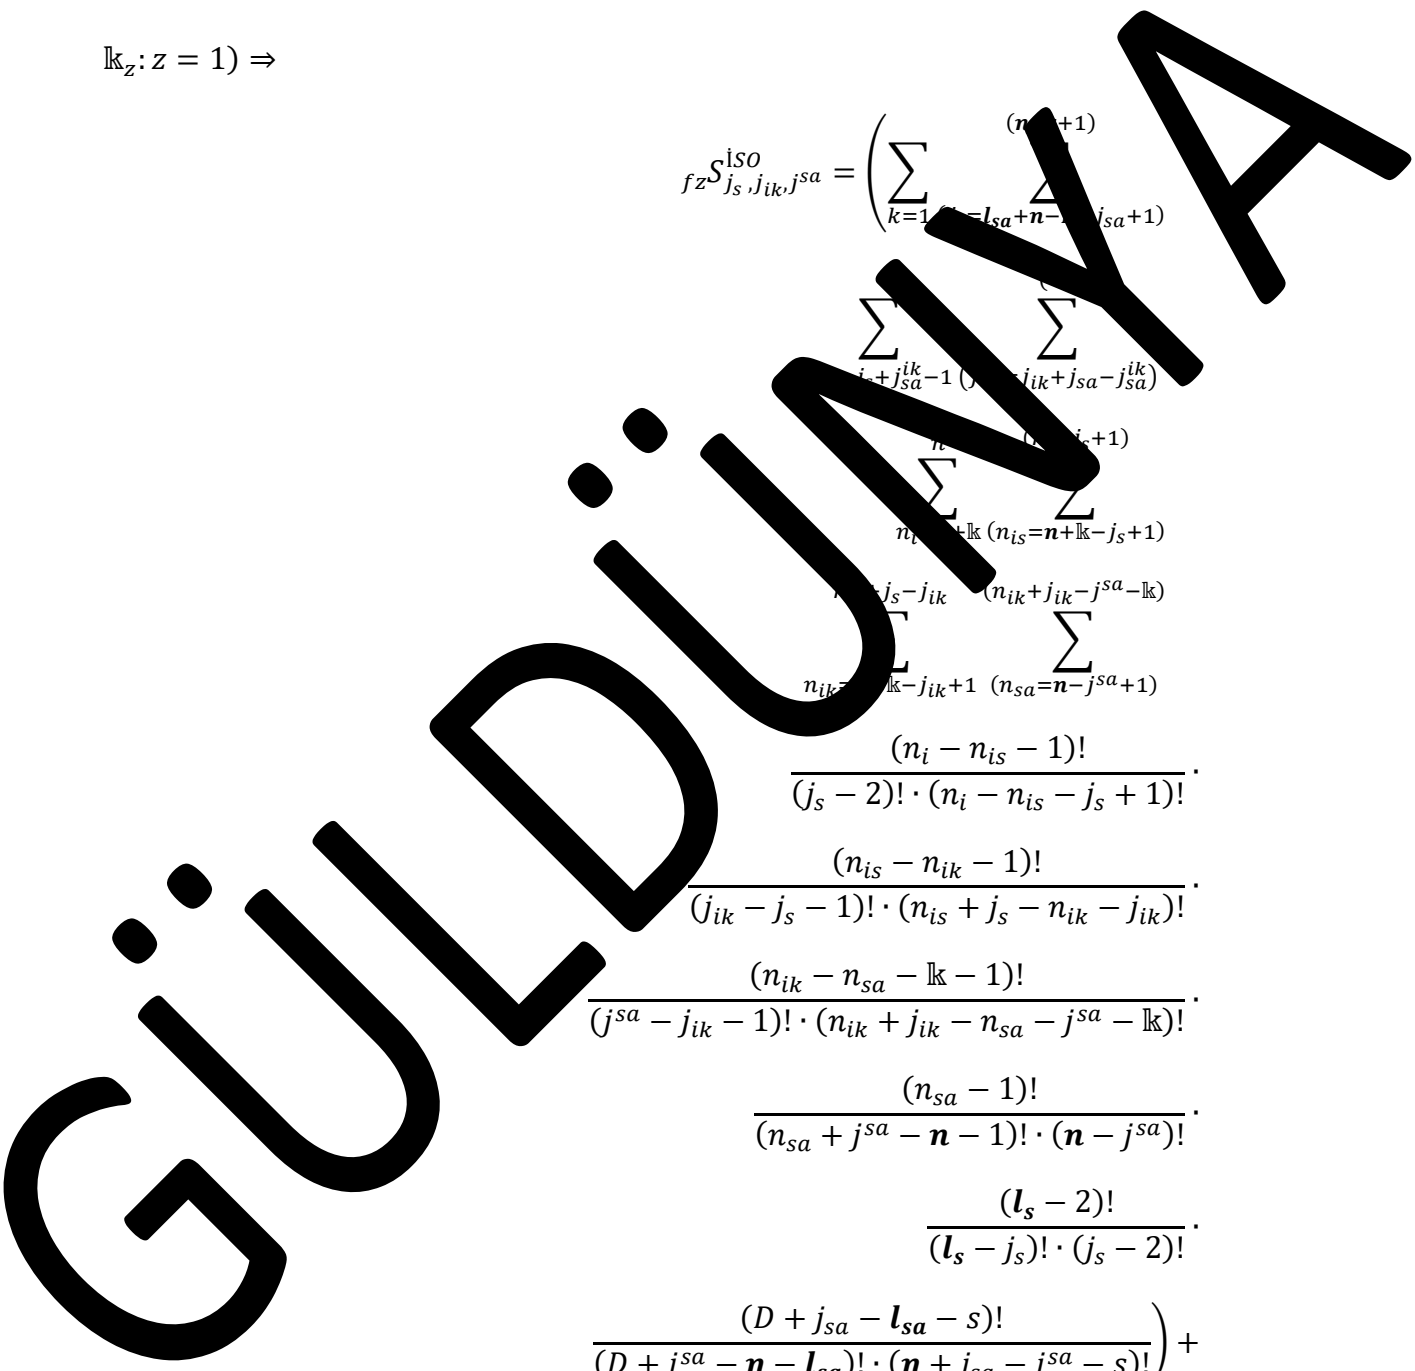 𝕜_z: z = 1) ⇒
_{fz}S^{İSO}_{j_s, j_{ik}, j^{sa}} = ( ∑_{k=1} ∑
∑ ∑
∑ ∑_{(n_{is}=n+𝕜−j_s+1)}
∑ ∑_{(n_{sa}=n−j^{sa}+1)}^{(n_{ik}+j_{ik}−j^{sa}−𝕜)}
(n_i − n_{is} − 1)!
(j_s − 2)! · (n_i − n_{is} − j_s + 1)! ·
(n_{is} − n_{ik} − 1)!
(j_{ik} − j_s − 1)! · (n_{is} + j_s − n_{ik} − j_{ik})! ·
(n_{ik} − n_{sa} − 𝕜 − 1)!
(j^{sa} − j_{ik} − 1)! · (n_{ik} + j_{ik} − n_{sa} − j^{sa} − 𝕜)! ·
(n_{sa} − 1)!
(n_{sa} + j^{sa} − n − 1)! · (n − j^{sa})! ·
(l_s − 2)!
(l_s − j_s)! · (j_s − 2)! ·
(D + j_{sa} − l_{sa} − s)!
(D + j^{sa} − n − l_{sa})! · (n + j_{sa} − j^{sa} − s)! ) +
GÜLDÜNYA